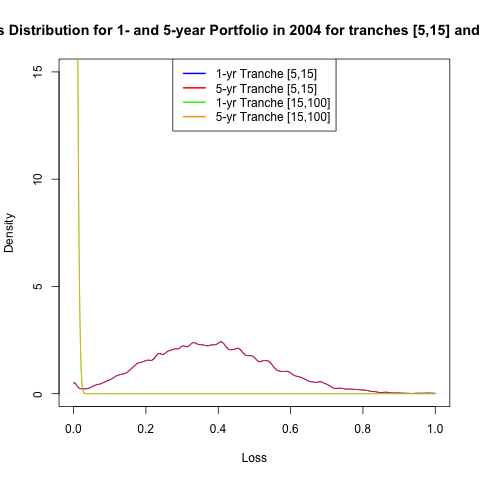 s Distribution for 1- and 5-year Portfolio in 2004 for tranches [5,15] and
1-yr Tranche [5,15]
5-yr Tranche [5,15]
1-yr Tranche [15,100]
5-yr Tranche [15,100]
15
10
5
0
Density
0.0 0.2 0.4 0.6 0.8 1.0
Loss